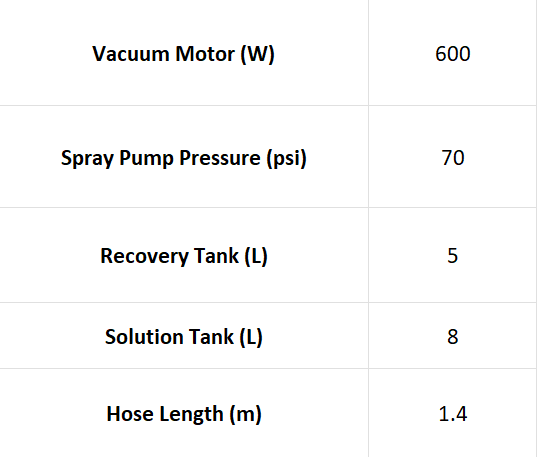 Vacuum Motor (W) 600
Spray Pump Pressure (psi) 70
Recovery Tank (L) 5
Solution Tank (L) 8
Hose Length (m) 1.4